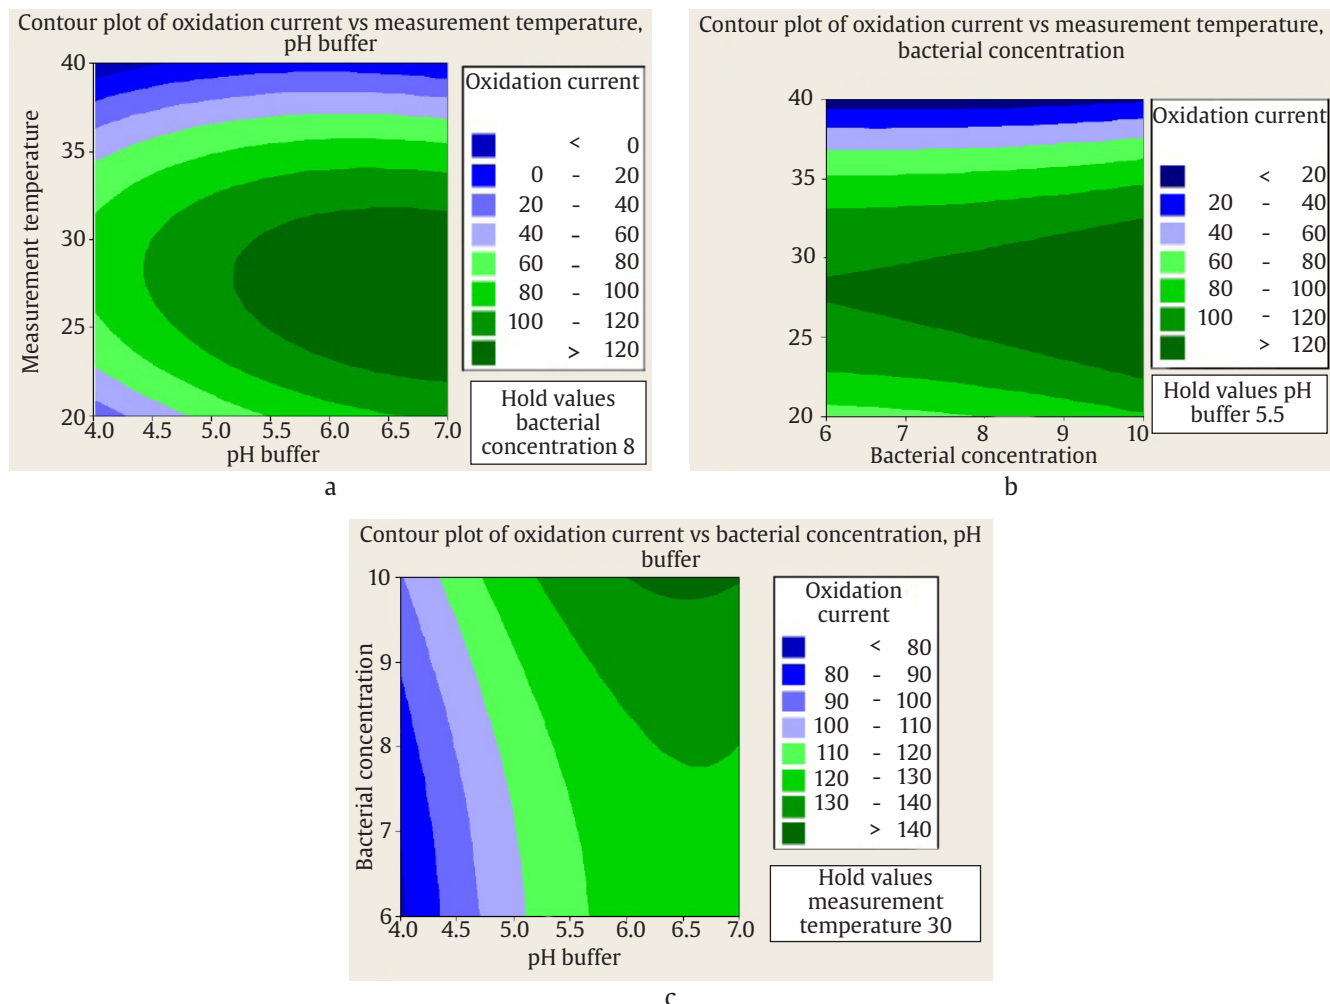 Contour plot of oxidation current vs measurement temperature,
pH buffer
40
35
30
25
20
Measurement temperature
4.0 4.5 5.0 5.5 6.0 6.5 7.0
pH buffer
Oxidation current
< 0
0 - 20
20 - 40
40 - 60
60 - 80
80 - 100
100 - 120
> 120
Hold values
bacterial
concentration 8
a
Contour plot of oxidation current vs measurement temperature,
bacterial concentration
40
35
30
25
20
6 7 8 9 10
Bacterial concentration
Oxidation current
< 20
20 - 40
40 - 60
60 - 80
80 - 100
100 - 120
> 120
Hold values pH
buffer 5.5
b
Contour plot of oxidation current vs bacterial concentration, pH
buffer
10
9
8
7
6
Bacterial concentration
4.0 4.5 5.0 5.5 6.0 6.5 7.0
pH buffer
Oxidation
current
< 80
80 - 90
90 - 100
100 - 110
110 - 120
120 - 130
130 - 140
> 140
Hold values
measurement
temperature 30
c